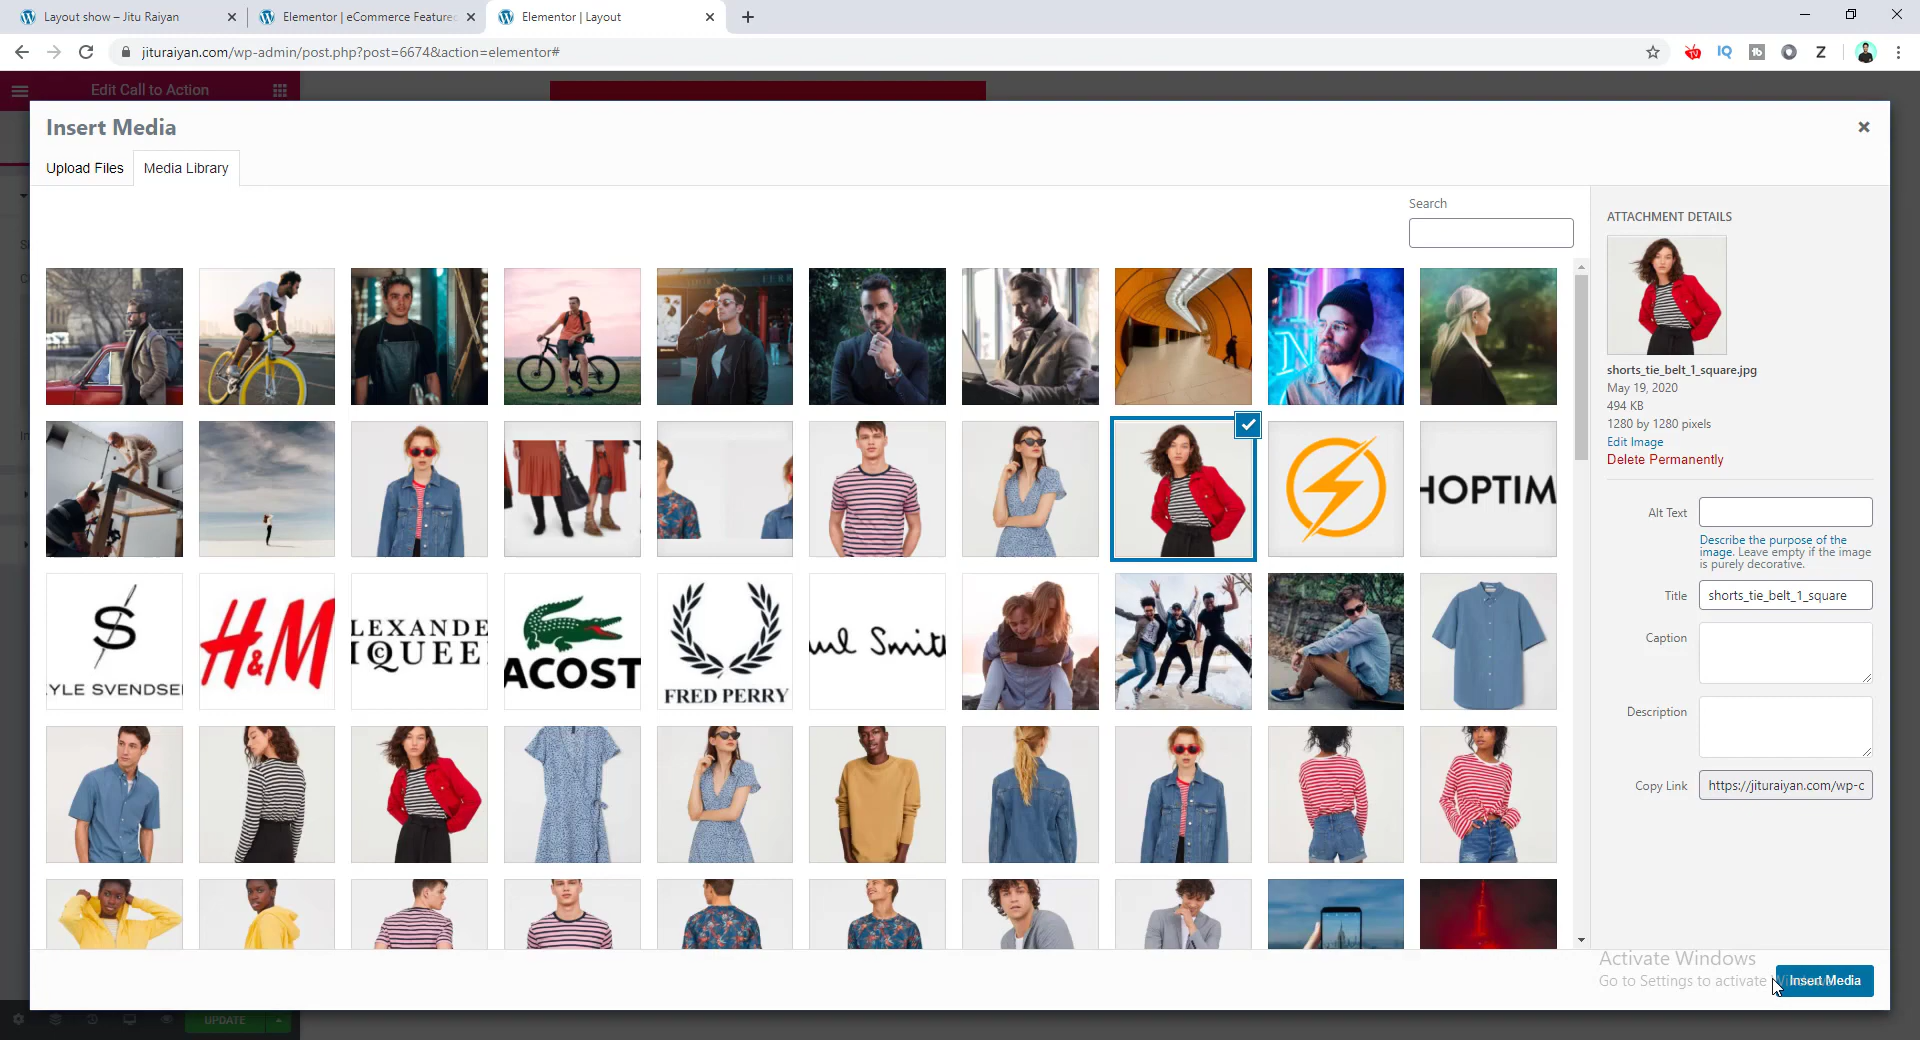 Layout show – Jitu Raiyan
Elementor | eCommerce Feature
Elementor | Layout
jituraiyan.com/wp-admin/post.php?post=6674&action=elementor#
Edit Call to Action
Insert Media
Upload Files
Media Library
Search
ATTACHMENT DETAILS
shorts_tie_belt_1_square.jpg
May 19, 2020
494 KB
1280 by 1280 pixels
Edit Image
Delete Permanently
Alt Text
Describe the purpose of the
image. Leave empty if the image
is purely decorative.
Title
shorts_tie_belt_1_square
Caption
Description
Copy Link
https://jituraiyan.com/wp-c
HOPTIM
YLE SVENDSE
H&M
LEXANDE
MQUEE
ACOST
FRED PERRY
ul Smit
Activate Windows
Go to Settings to activate
Insert Media
UPDATE